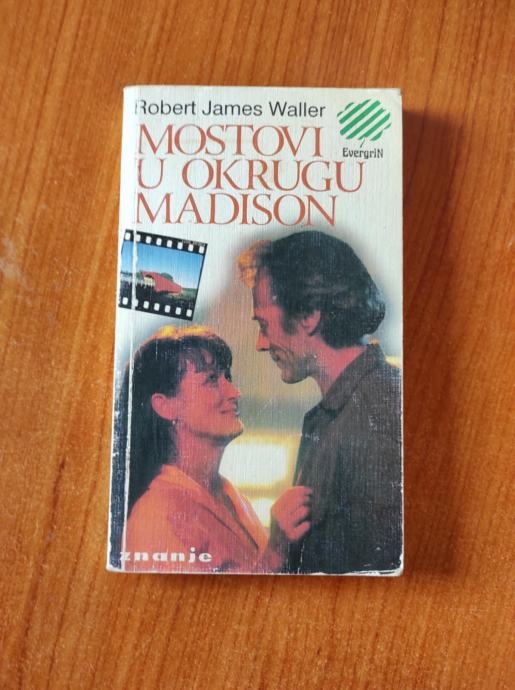 Robert James Waller
EvergriN
MOSTOVI
U OKRUGU
MADISON
znanje